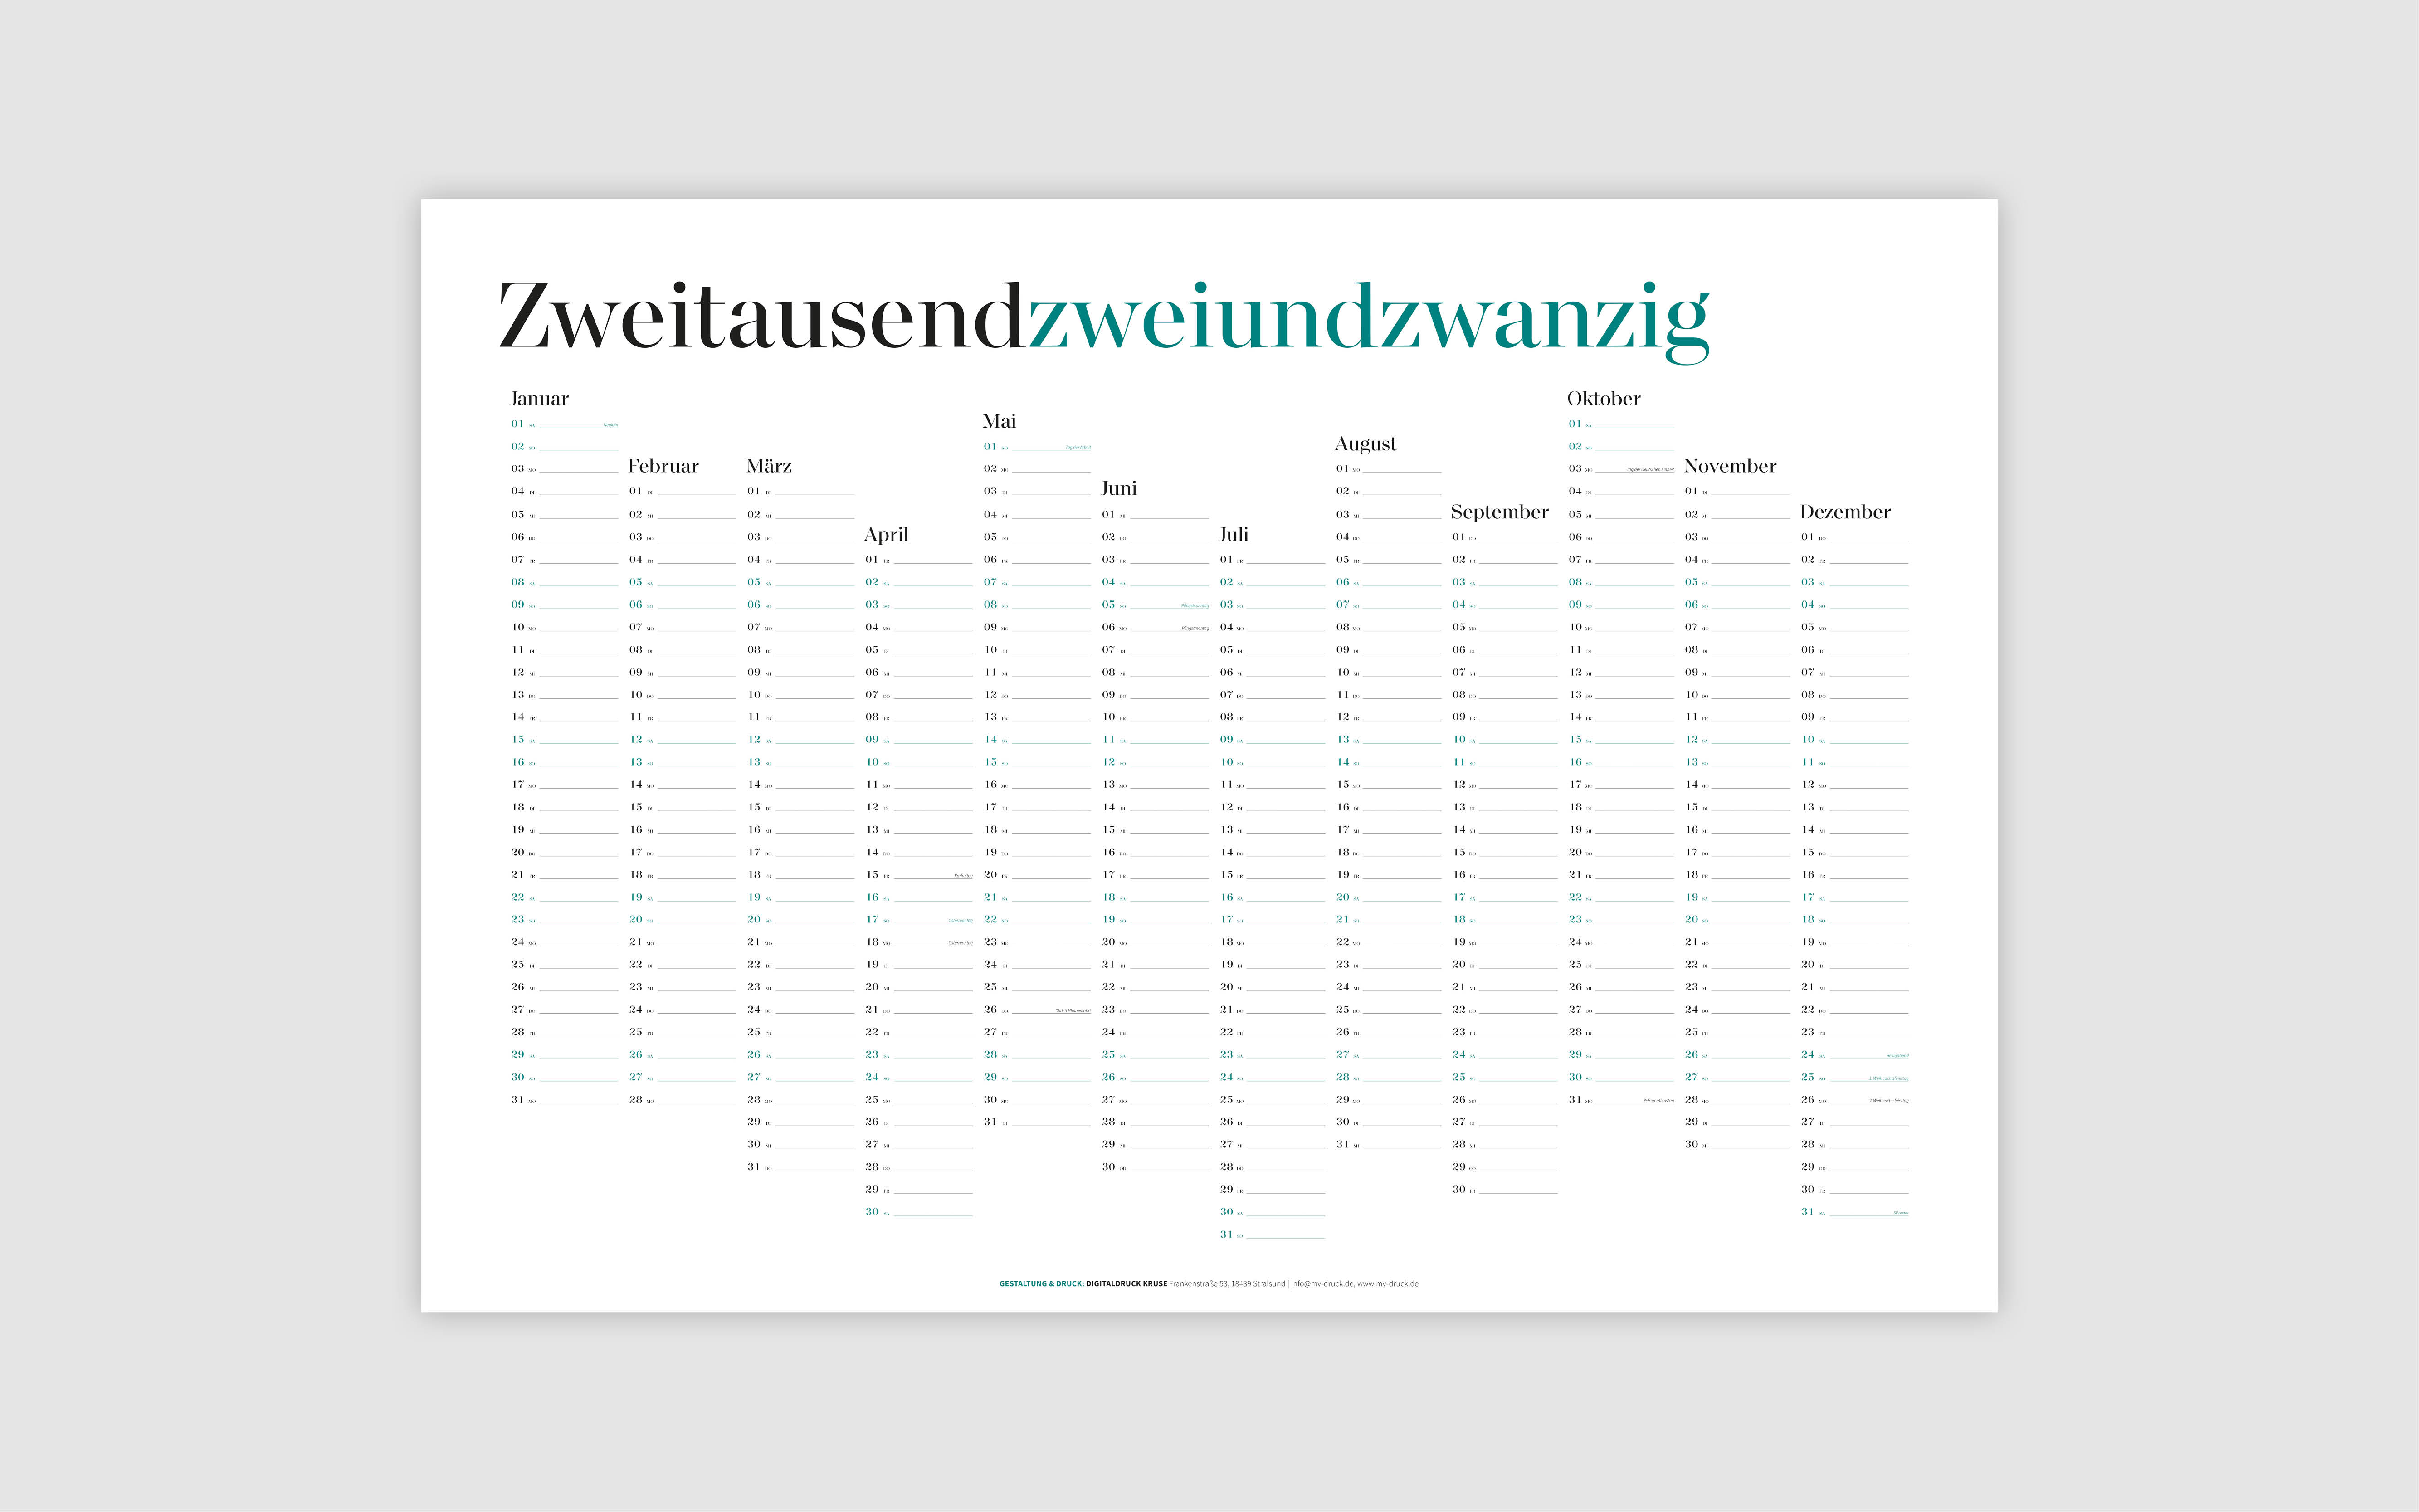 Zweitausendzweiundzwanzig
Januar
01 SA Neujahr
02 SO
03 MO
04 DI
05 MI
06 DO
07 FR
08 SA
09 SO
10 MO
11 DI
12 MI
13 DO
14 FR
15 SA
16 SO
17 MO
18 DI
19 MI
20 DO
21 FR
22 SA
23 SO
24 MO
25 DI
26 MI
27 DO
28 FR
29 SA
30 SO
31 MO
Februar
01 DI
02 MI
03 DO
04 FR
05 SA
06 SO
07 MO
08 DI
09 MI
10 DO
11 FR
12 SA
13 SO
14 MO
15 DI
16 MI
17 DO
18 FR
19 SA
20 SO
21 MO
22 DI
23 MI
24 DO
25 FR
26 SA
27 SO
28 MO
März
01 DI
02 MI
03 DO
04 FR
05 SA
06 SO
07 MO
08 DI
09 MI
10 DO
11 FR
12 SA
13 SO
14 MO
15 DI
16 MI
17 DO
18 FR
19 SA
20 SO
21 MO
22 DI
23 MI
24 DO
25 FR
26 SA
27 SO
28 MO
29 DI
30 MI
31 DO
April
01 FR
02 SA
03 SO
04 MO
05 DI
06 MI
07 DO
08 FR
09 SA
10 SO
11 MO
12 DI
13 MI
14 DO
15 FR Karfreitag
16 SA
17 SO Ostermontag
18 MO Ostermontag
19 DI
20 MI
21 DO
22 FR
23 SA
24 SO
25 MO
26 DI
27 MI
28 DO
29 FR
30 SA
Mai
01 SO Tag der Arbeit
02 MO
03 DI
04 MI
05 DO
06 FR
07 SA
08 SO
09 MO
10 DI
11 MI
12 DO
13 FR
14 SA
15 SO
16 MO
17 DI
18 MI
19 DO
20 FR
21 SA
22 SO
23 MO
24 DI
25 MI
26 DO Christi Himmelfahrt
27 FR
28 SA
29 SO
30 MO
31 DI
Juni
01 MI
02 DO
03 FR
04 SA
05 SO Pfingstsonntag
06 MO Pfingstmontag
07 DI
08 MI
09 DO
10 FR
11 SA
12 SO
13 MO
14 DI
15 MI
16 DO
17 FR
18 SA
19 SO
20 MO
21 DI
22 MI
23 DO
24 FR
25 SA
26 SO
27 MO
28 DI
29 MI
30 OD
Juli
01 FR
02 SA
03 SO
04 MO
05 DI
06 MI
07 DO
08 FR
09 SA
10 SO
11 MO
12 DI
13 MI
14 DO
15 FR
16 SA
17 SO
18 MO
19 DI
20 MI
21 DO
22 FR
23 SA
24 SO
25 MO
26 DI
27 MI
28 DO
29 FR
30 SA
31 SO
August
01 MO
02 DI
03 MI
04 DO
05 FR
06 SA
07 SO
08 MO
09 DI
10 MI
11 DO
12 FR
13 SA
14 SO
15 MO
16 DI
17 MI
18 DO
19 FR
20 SA
21 SO
22 MO
23 DI
24 MI
25 DO
26 FR
27 SA
28 SO
29 MO
30 DI
31 MI
September
01 DO
02 FR
03 SA
04 SO
05 MO
06 DI
07 MI
08 DO
09 FR
10 SA
11 SO
12 MO
13 DI
14 MI
15 DO
16 FR
17 SA
18 SO
19 MO
20 DI
21 MI
22 DO
23 FR
24 SA
25 SO
26 MO
27 DI
28 MI
29 OD
30 FR
Oktober
01 SA
02 SO
03 MO Tag der Deutschen Einheit
04 DI
05 MI
06 DO
07 FR
08 SA
09 SO
10 MO
11 DI
12 MI
13 DO
14 FR
15 SA
16 SO
17 MO
18 DI
19 MI
20 DO
21 FR
22 SA
23 SO
24 MO
25 DI
26 MI
27 DO
28 FR
29 SA
30 SO
31 MO Reformationstag
November
01 DI
02 MI
03 DO
04 FR
05 SA
06 SO
07 MO
08 DI
09 MI
10 DO
11 FR
12 SA
13 SO
14 MO
15 DI
16 MI
17 DO
18 FR
19 SA
20 SO
21 MO
22 DI
23 MI
24 DO
25 FR
26 SA
27 SO
28 MO
29 DI
30 MI
Dezember
01 DO
02 FR
03 SA
04 SO
05 MO
06 DI
07 MI
08 DO
09 FR
10 SA
11 SO
12 MO
13 DI
14 MI
15 DO
16 FR
17 SA
18 SO
19 MO
20 DI
21 MI
22 DO
23 FR
24 SA Heiligabend
25 SO 1. Weihnachtsfeiertag
26 MO 2. Weihnachtsfeiertag
27 DI
28 MI
29 OD
30 FR
31 SA Silvester
GESTALTUNG & DRUCK: DIGITALDRUCK KRUSE Frankenstraße 53, 18439 Stralsund | info@mv-druck.de, www.mv-druck.de